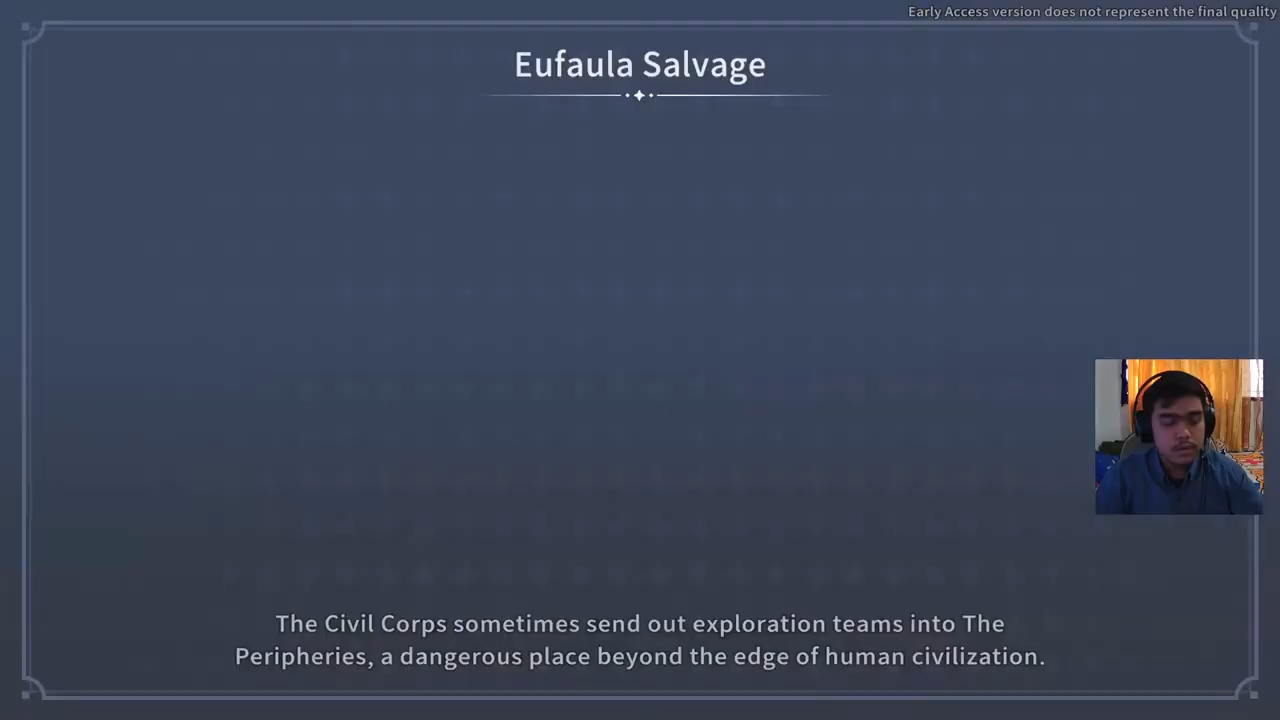 Early Access version does not represent the final quality
Eufaula Salvage
The Civil Corps sometimes send out exploration teams into The
Peripheries, a dangerous place beyond the edge of human civilization.